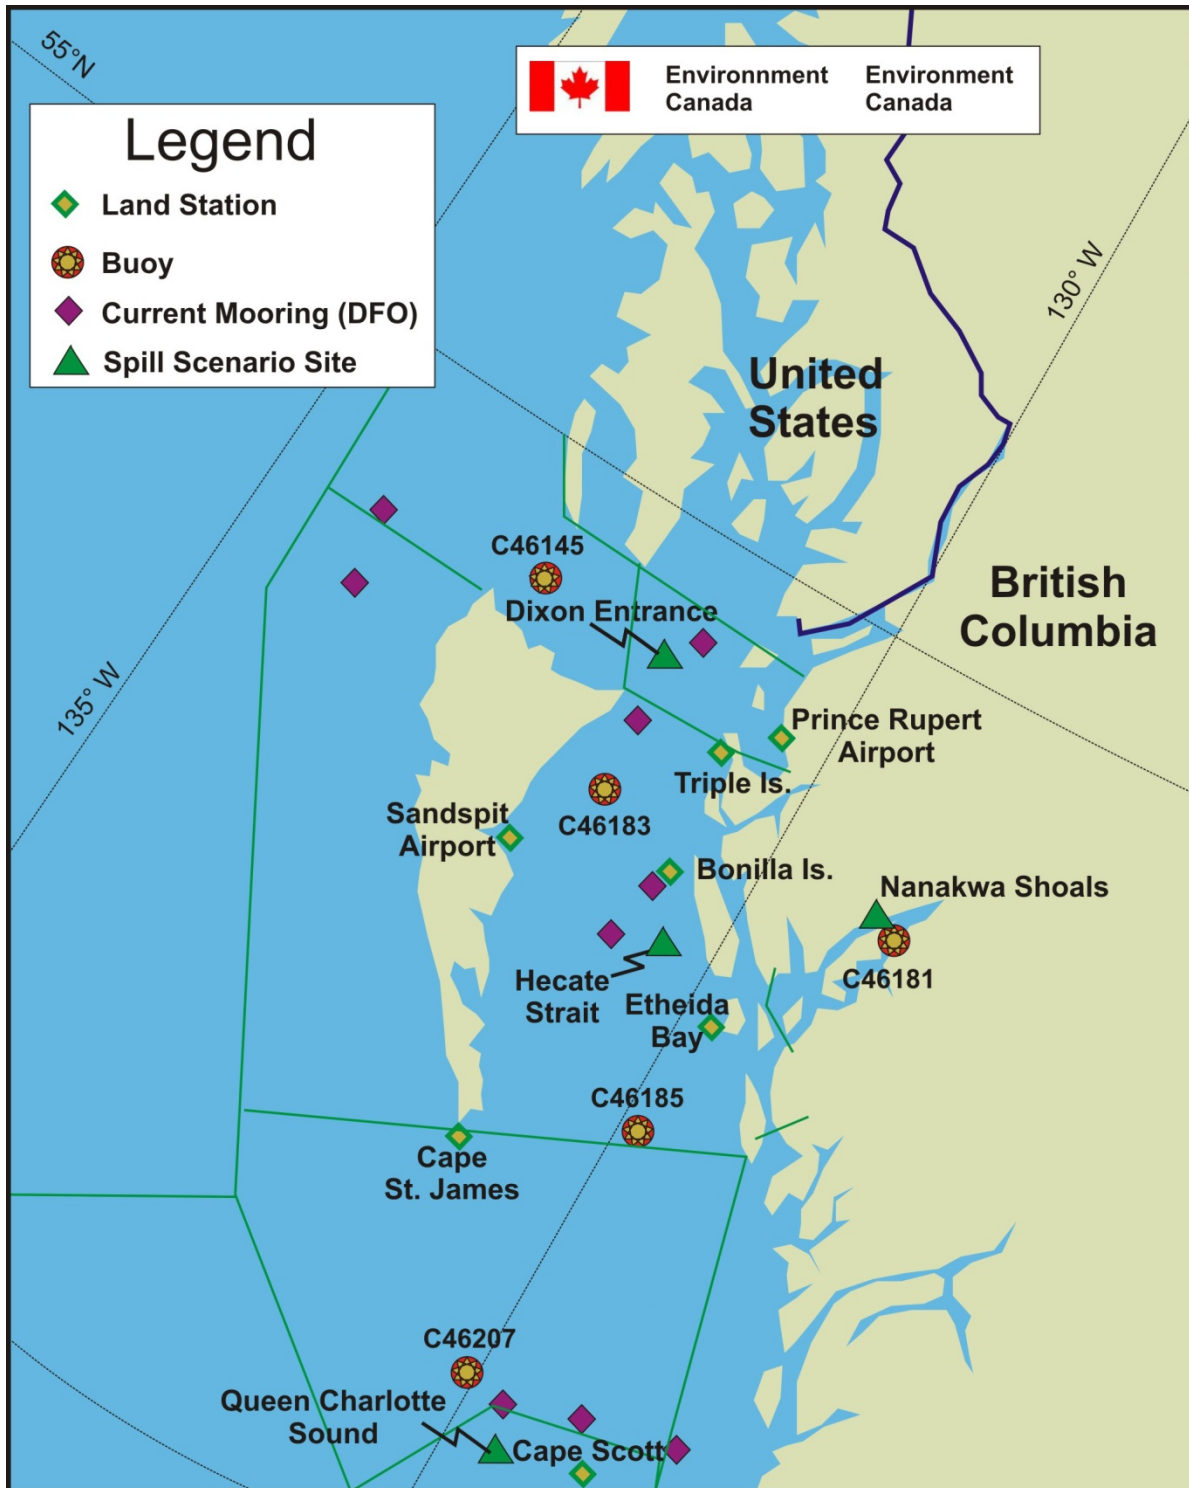 55°N
Environnment Environment
Canada Canada
Legend
Land Station
Buoy
Current Mooring (DFO)
Spill Scenario Site
130° W
United
States
C46145
British
Columbia
Dixon Entrance
135° W
Prince Rupert
Airport
Triple Is.
Sandspit
Airport
C46183
Bonilla Is.
Nanakwa Shoals
C46181
Hecate
Strait
Etheida
Bay
C46185
Cape
St. James
C46207
Queen Charlotte
Sound
Cape Scott